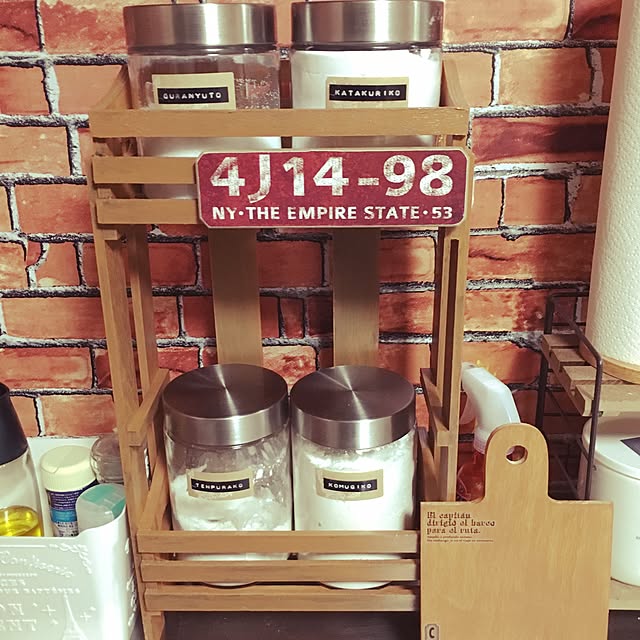 GURANYUTO
KATAKURIKO
4J14-98
NY·THE EMPIRE STATE·53
TENPURAKO
KOMUGIKO
El capitán
dirigió el barco
para el ruta.
C